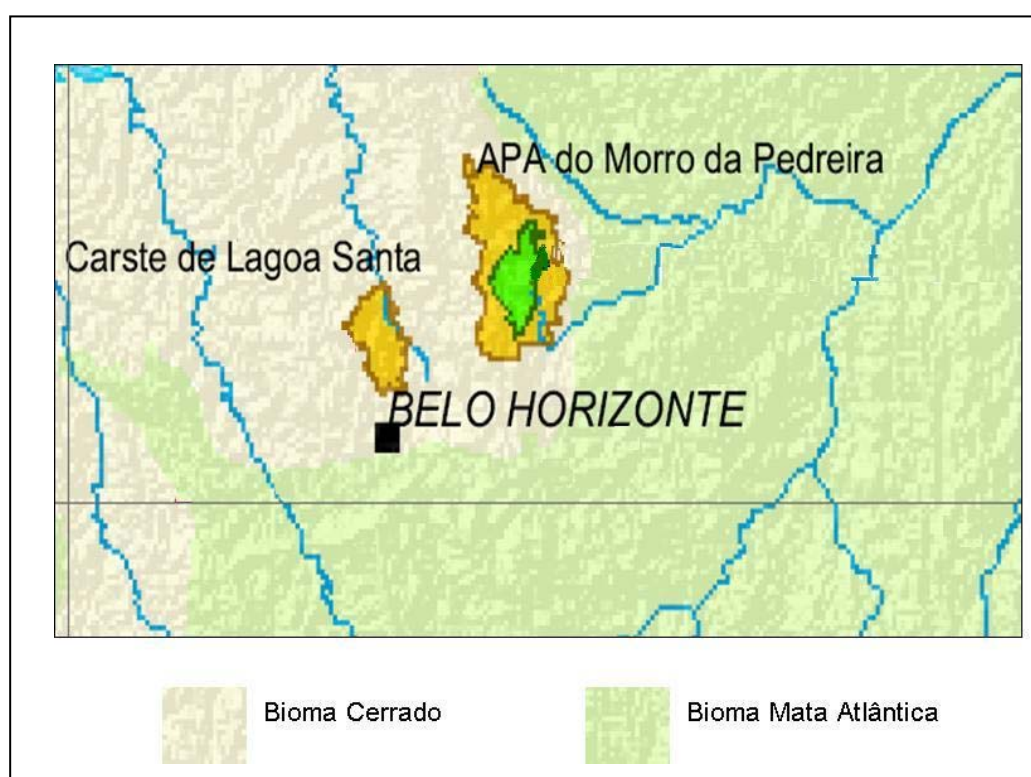 APA do Morro da Pedreira
Carste de Lagoa Santa
BELO HORIZONTE
Bioma Cerrado
Bioma Mata Atlântica